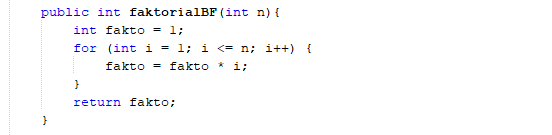 public int faktorialBF(int n){
int fakto = 1;
for (int i = 1; i <= n; i++) {
fakto = fakto * i;
}
return fakto;
}